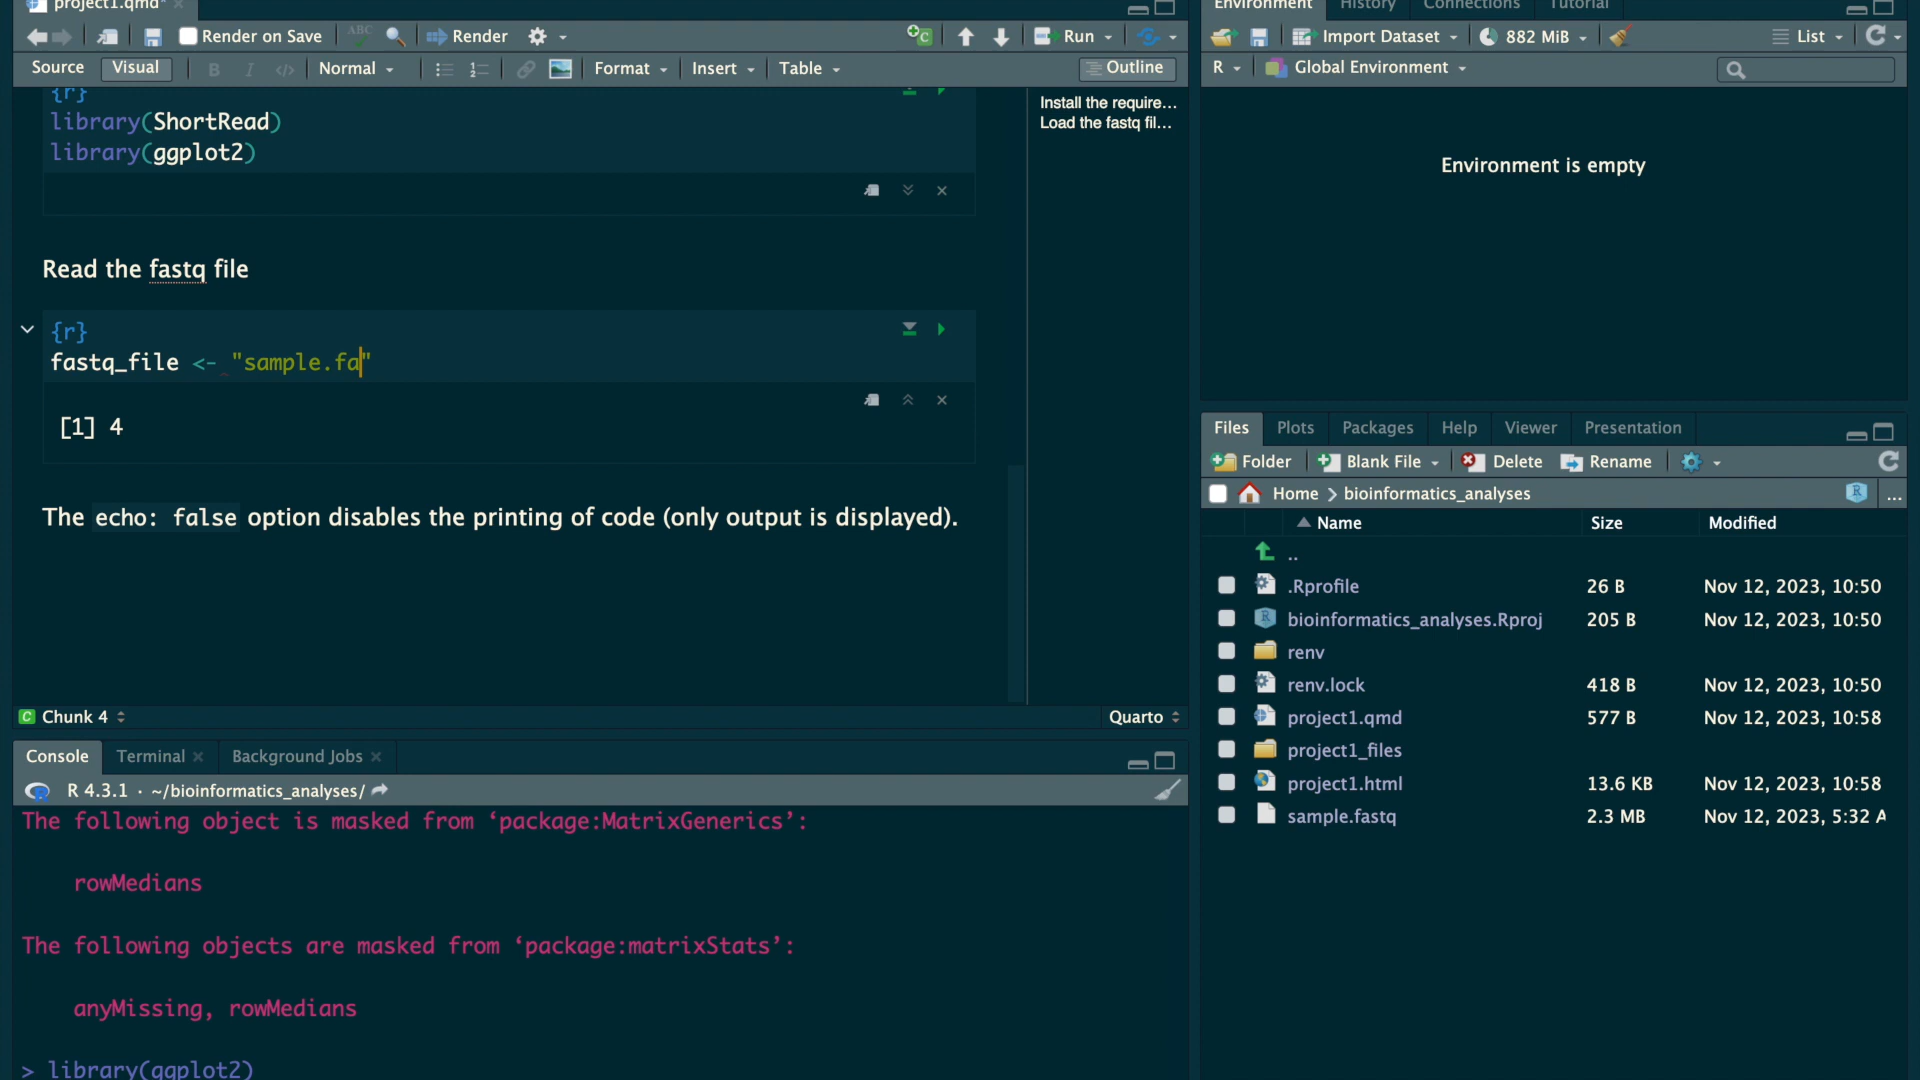 project1.qmd*
Render on Save
ABC
Render
Run
Source
Visual
B
I
</>
Normal
Format
Insert
Table
Outline
{r}
library(ShortRead)
library(ggplot2)
Read the fastq file
{r}
fastq_file <- "sample.fa"
[1] 4
The echo: false option disables the printing of code (only output is displayed).
Install the require...
Load the fastq fil...
C Chunk 4
Quarto
Console
Terminal
Background Jobs
R 4.3.1 · ~/bioinformatics_analyses/
The following object is masked from ‘package:MatrixGenerics’:
rowMedians
The following objects are masked from ‘package:matrixStats’:
anyMissing, rowMedians
> library(ggplot2)
Environment
History
Connections
Tutorial
Import Dataset
882 MiB
List
R
Global Environment
Environment is empty
Files
Plots
Packages
Help
Viewer
Presentation
Folder
Blank File
Delete
Rename
Home
bioinformatics_analyses
...
Name Size Modified
..
.Rprofile 26 B Nov 12, 2023, 10:50
bioinformatics_analyses.Rproj 205 B Nov 12, 2023, 10:50
renv
renv.lock 418 B Nov 12, 2023, 10:50
project1.qmd 577 B Nov 12, 2023, 10:58
project1_files
project1.html 13.6 KB Nov 12, 2023, 10:58
sample.fastq 2.3 MB Nov 12, 2023, 5:32 A